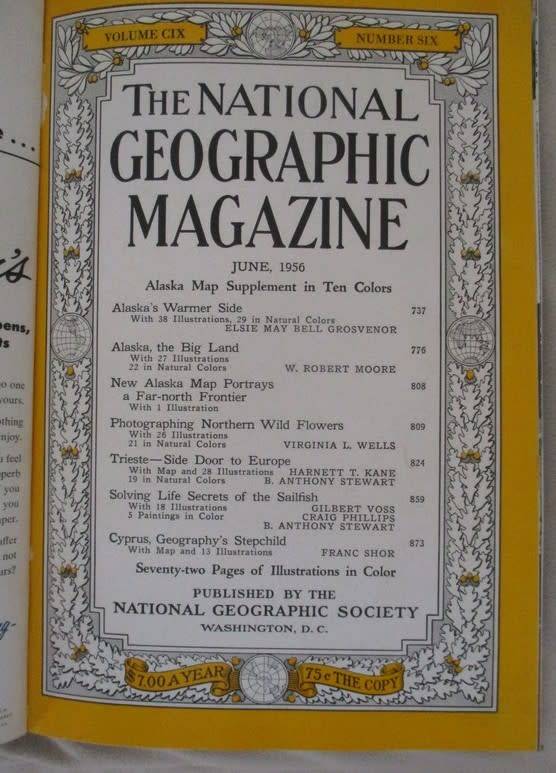 VOLUME CIX
NUMBER SIX
THE NATIONAL
GEOGRAPHIC
MAGAZINE
JUNE, 1956
Alaska Map Supplement in Ten Colors
Alaska's Warmer Side 737
With 38 Illustrations, 29 in Natural Colors
ELSIE MAY BELL GROSVENOR
Alaska, the Big Land 776
With 27 Illustrations
22 in Natural Colors W. ROBERT MOORE
New Alaska Map Portrays 808
a Far-north Frontier
With 1 Illustration
Photographing Northern Wild Flowers 809
With 26 Illustrations
21 in Natural Colors VIRGINIA L. WELLS
Trieste—Side Door to Europe 824
With Map and 28 Illustrations HARNETT T. KANE
19 in Natural Colors B. ANTHONY STEWART
Solving Life Secrets of the Sailfish 859
With 18 Illustrations GILBERT VOSS
5 Paintings in Color CRAIG PHILLIPS
B. ANTHONY STEWART
Cyprus, Geography's Stepchild 873
With Map and 13 Illustrations FRANC SHOR
Seventy-two Pages of Illustrations in Color
PUBLISHED BY THE
NATIONAL GEOGRAPHIC SOCIETY
WASHINGTON, D. C.
$7.00 A YEAR
75¢ THE COPY